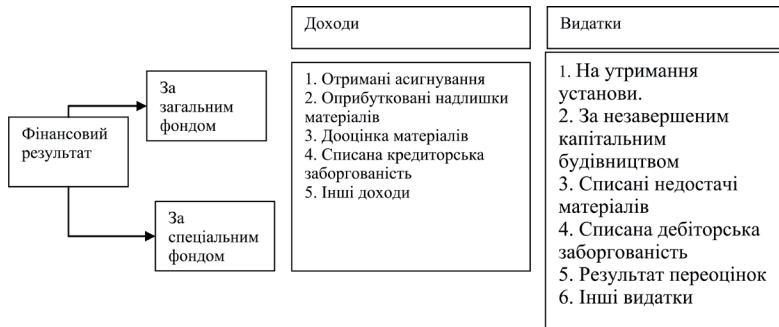 Фінансовий
результат
За
загальним
фондом
За
спеціальним
фондом
Доходи
1. Отримані асигнування
2. Оприбутковані надлишки
матеріалів
3. Дооцінка матеріалів
4. Списана кредиторська
заборгованість
5. Інші доходи
Видатки
1. На утримання
установи.
2. За незавершеним
капітальним
будівництвом
3. Списані недостачі
матеріалів
4. Списана дебіторська
заборгованість
5. Результат переоцінок
6. Інші видатки